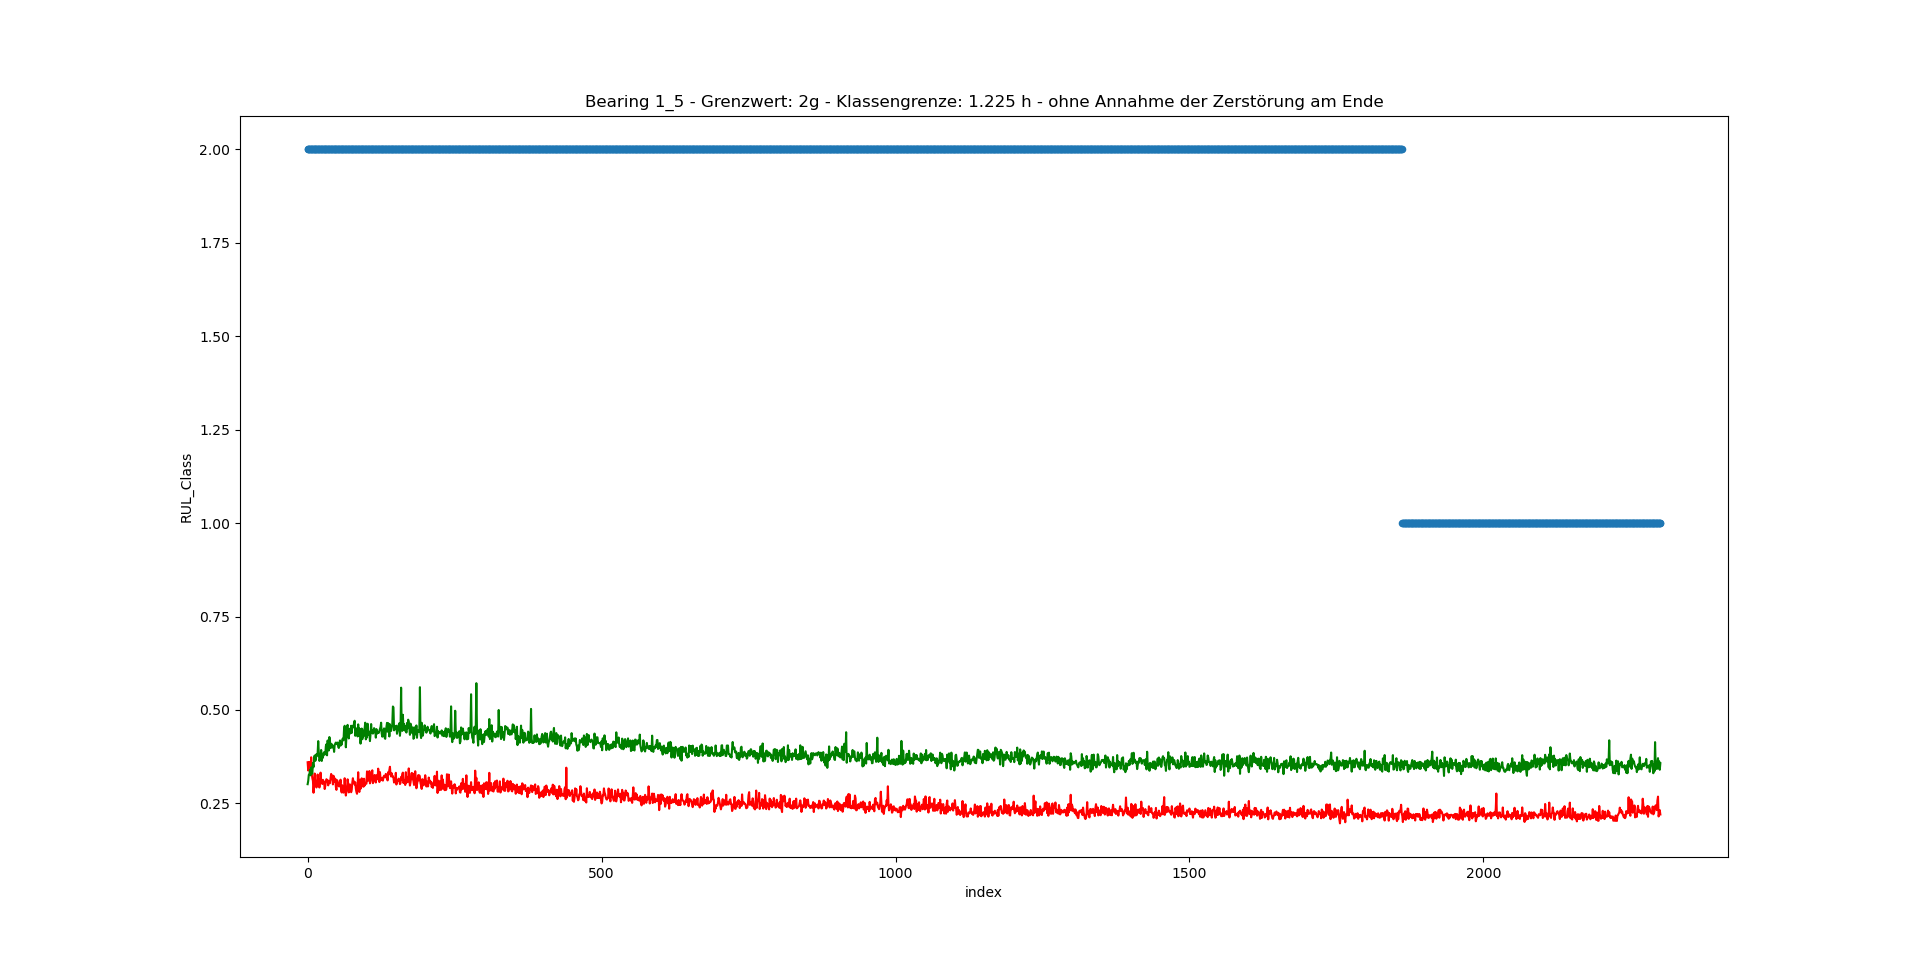 Bearing 1_5 - Grenzwert: 2g - Klassengrenze: 1.225 h - ohne Annahme der Zerstörung am Ende
2.00
1.75
1.50
1.25
RUL_Class
1.00
0.75
0.50
0.25
0 500 1000 1500 2000
index